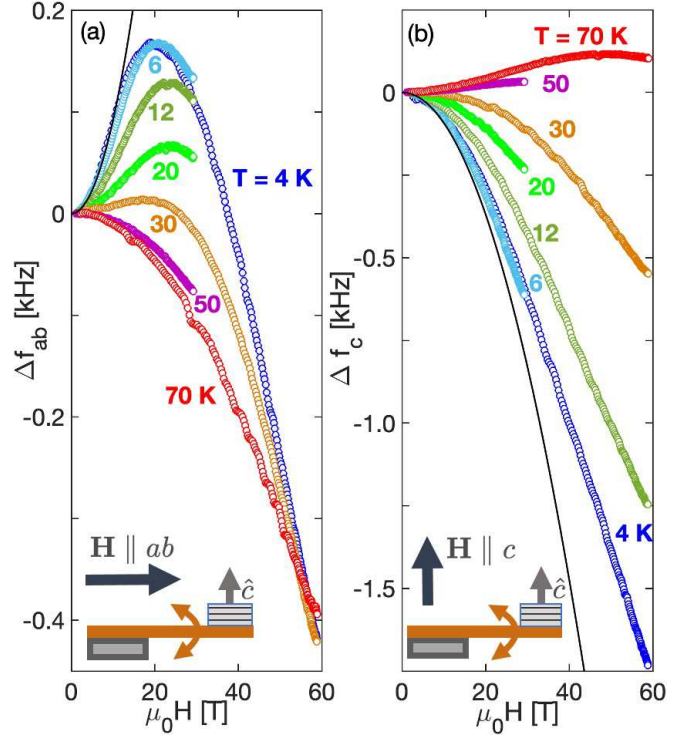 (a)
0.2
0
-0.2
-0.4
Δf_ab [kHz]
6
12
20
T = 4 K
30
50
70 K
H ∥ ab
ĉ
0 20 40 60
μ₀H [T]
(b)
T = 70 K
0
-0.5
-1.0
-1.5
Δ f_c [kHz]
50
30
20
12
6
4 K
H ∥ c
ĉ
0 20 40 60
μ₀H [T]